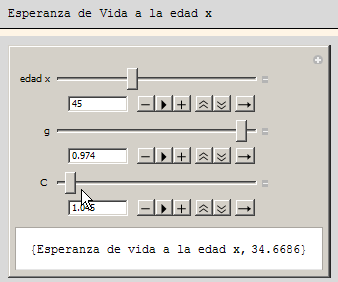 Esperanza de Vida a la edad x
edad x
45
g
0.974
C
{Esperanza de vida a la edad x, 34.6686}